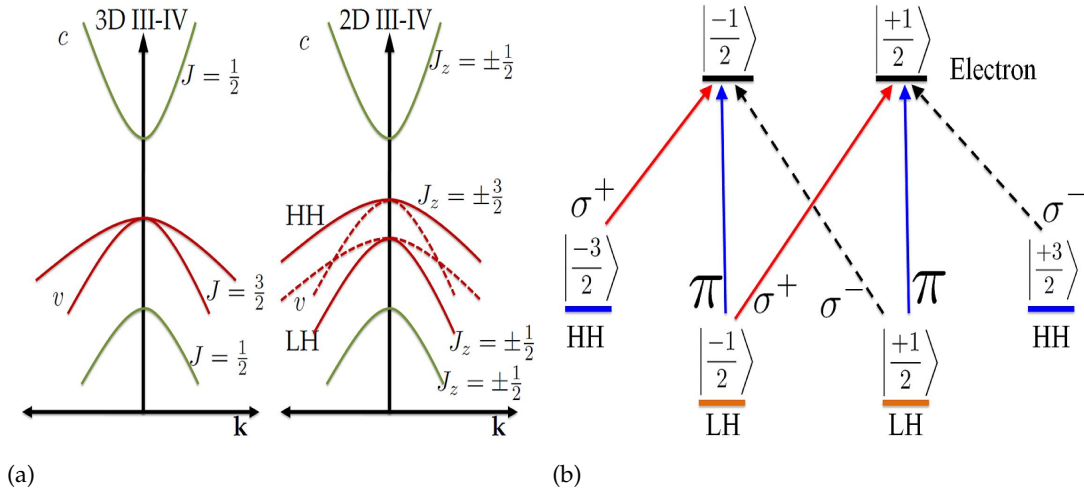 3D III-IV
c
J = 1/2
v
J = 3/2
J = 1/2
k
2D III-IV
c
J_z = ±1/2
HH
J_z = ±3/2
v
LH
J_z = ±1/2
J_z = ±1/2
k
(a)
|-1/2⟩
|+1/2⟩
Electron
σ⁺
σ⁻
|-3/2⟩
HH
π
σ⁺
σ⁻
π
|+3/2⟩
HH
|-1/2⟩
LH
|+1/2⟩
LH
(b)